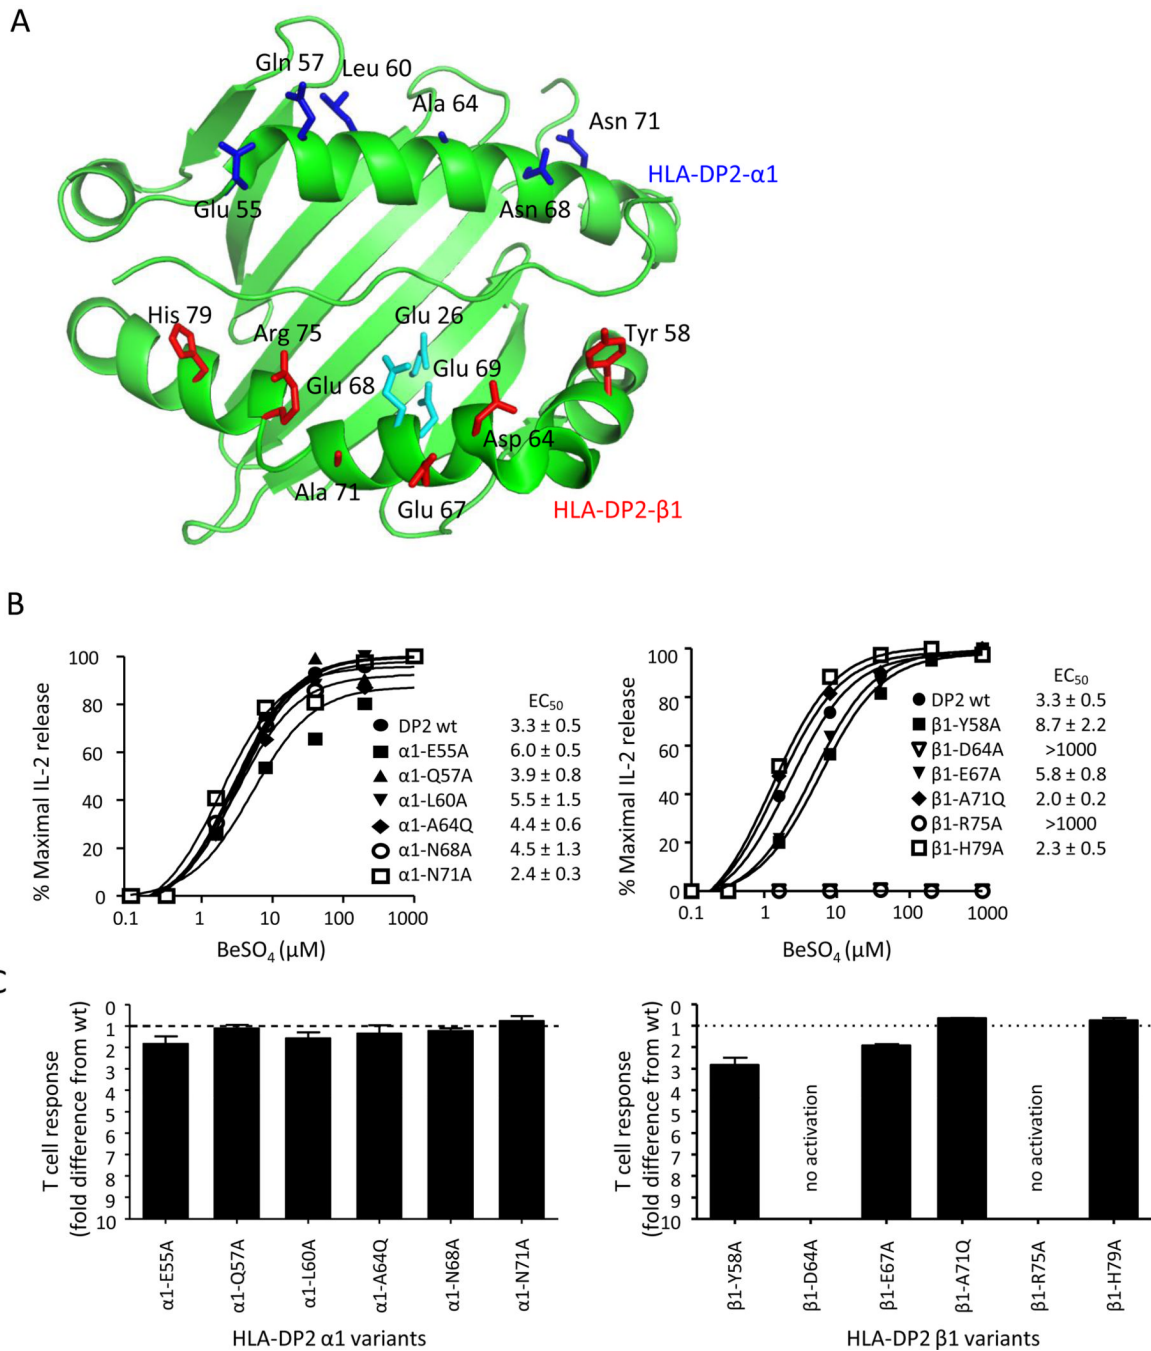 A
Gln 57
Leu 60
Ala 64
Asn 71
HLA-DP2-α1
Glu 55
Asn 68
His 79
Arg 75
Glu 26
Tyr 58
Glu 68
Glu 69
Asp 64
Ala 71
Glu 67
HLA-DP2-β1
B
% Maximal IL-2 release
100
80
60
40
20
0
0.1
1
10
100
1000
BeSO₄ (μM)
EC₅₀
DP2 wt 3.3 ± 0.5
α1-E55A 6.0 ± 0.5
α1-Q57A 3.9 ± 0.8
α1-L60A 5.5 ± 1.5
α1-A64Q 4.4 ± 0.6
α1-N68A 4.5 ± 1.3
α1-N71A 2.4 ± 0.3
% Maximal IL-2 release
100
80
60
40
20
0
0.1
1
10
100
1000
BeSO₄ (μM)
EC₅₀
DP2 wt 3.3 ± 0.5
β1-Y58A 8.7 ± 2.2
β1-D64A >1000
β1-E67A 5.8 ± 0.8
β1-A71Q 2.0 ± 0.2
β1-R75A >1000
β1-H79A 2.3 ± 0.5
C
T cell response
(fold difference from wt)
0
1
2
3
4
5
6
7
8
9
10
α1-E55A
α1-Q57A
α1-L60A
α1-A64Q
α1-N68A
α1-N71A
HLA-DP2 α1 variants
T cell response
(fold difference from wt)
0
1
2
3
4
5
6
7
8
9
10
no activation
no activation
β1-Y58A
β1-D64A
β1-E67A
β1-A71Q
β1-R75A
β1-H79A
HLA-DP2 β1 variants